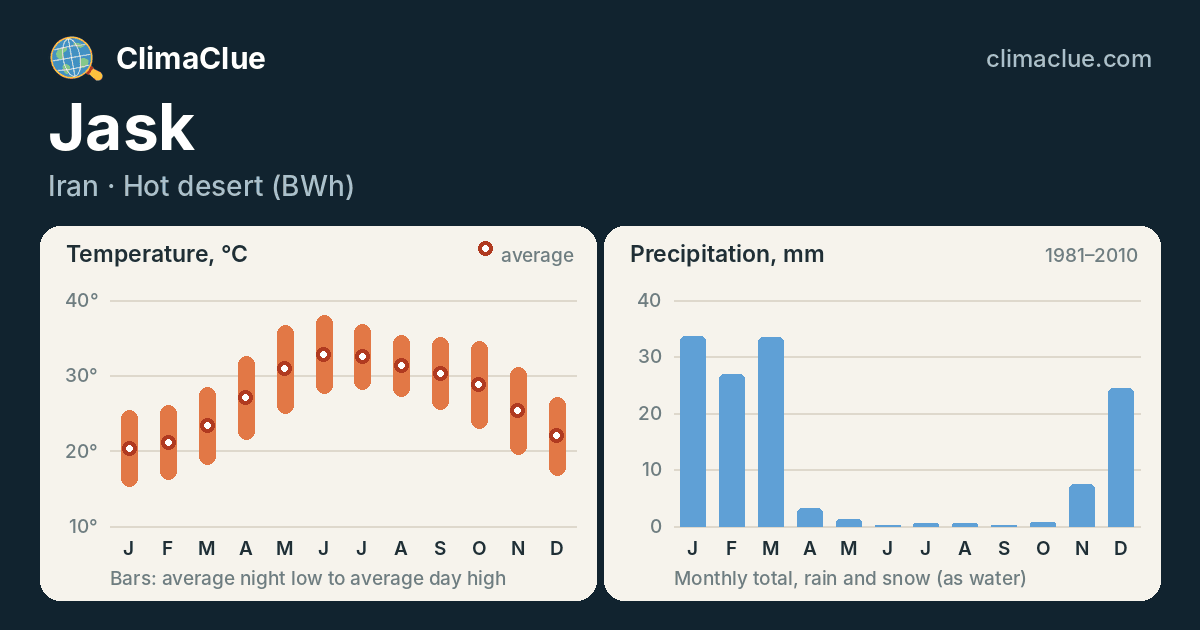 ClimaClue
climaclue.com
Jask
Iran · Hot desert (BWh)
Temperature, °C
average
40°
30°
20°
10°
J F M A M J J A S O N D
Bars: average night low to average day high
Precipitation, mm
1981–2010
40
30
20
10
0
J F M A M J J A S O N D
Monthly total, rain and snow (as water)